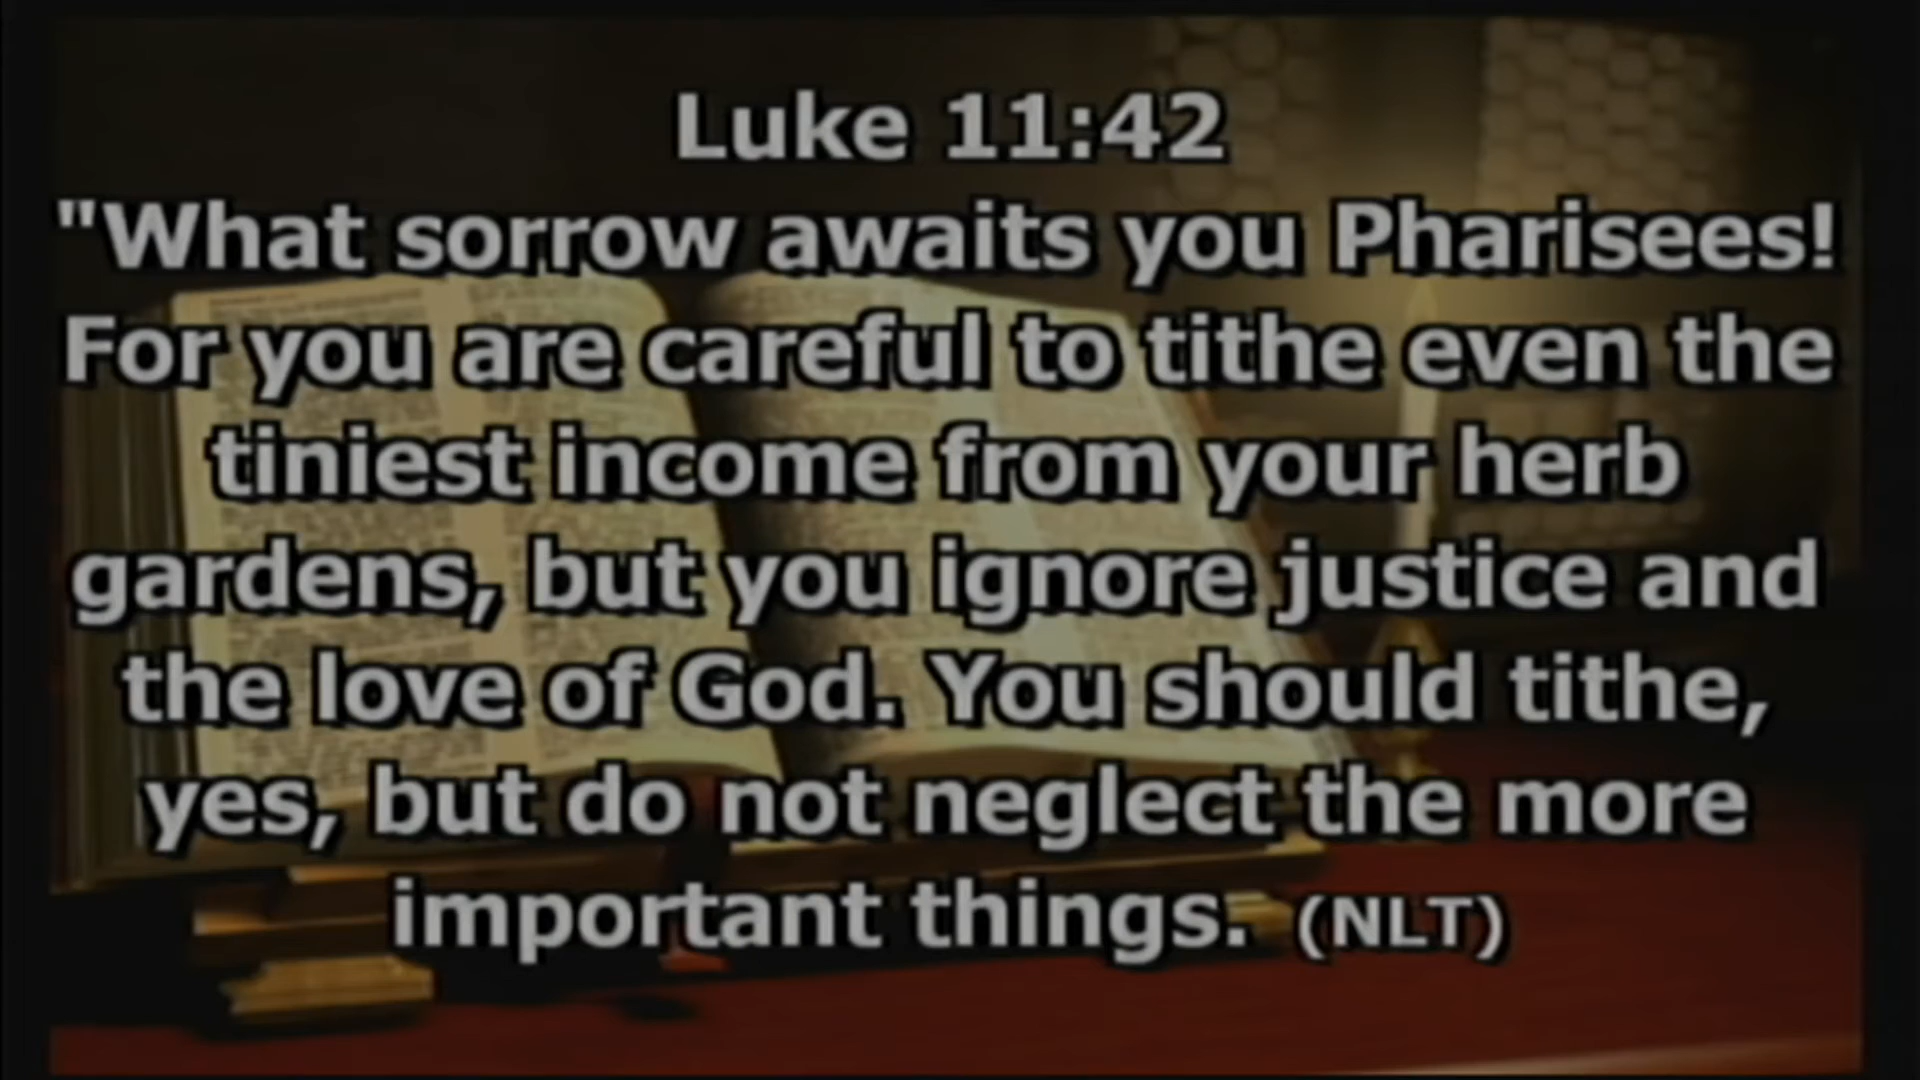 Luke 11:42
"What sorrow awaits you Pharisees!
For you are careful to tithe even the
tiniest income from your herb
gardens, but you ignore justice and
the love of God. You should tithe,
yes, but do not neglect the more
important things. (NLT)